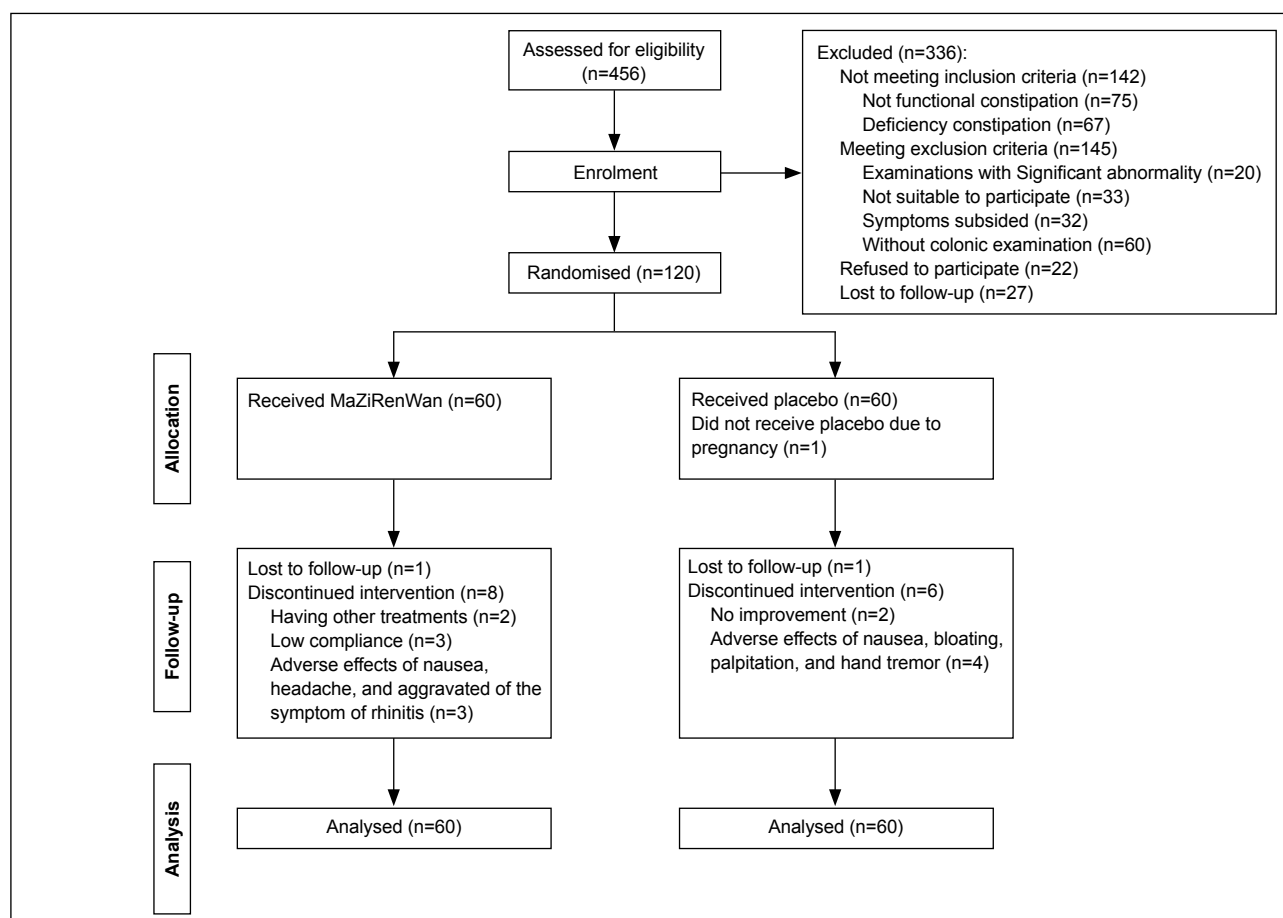 Assessed for eligibility
(n=456)
Excluded (n=336):
Not meeting inclusion criteria (n=142)
Not functional constipation (n=75)
Deficiency constipation (n=67)
Meeting exclusion criteria (n=145)
Examinations with Significant abnormality (n=20)
Not suitable to participate (n=33)
Symptoms subsided (n=32)
Without colonic examination (n=60)
Refused to participate (n=22)
Lost to follow-up (n=27)
Enrolment
Randomised (n=120)
Allocation
Received MaZiRenWan (n=60)
Received placebo (n=60)
Did not receive placebo due to
pregnancy (n=1)
Follow-up
Lost to follow-up (n=1)
Discontinued intervention (n=8)
Having other treatments (n=2)
Low compliance (n=3)
Adverse effects of nausea,
headache, and aggravated of the
symptom of rhinitis (n=3)
Lost to follow-up (n=1)
Discontinued intervention (n=6)
No improvement (n=2)
Adverse effects of nausea, bloating,
palpitation, and hand tremor (n=4)
Analysis
Analysed (n=60)
Analysed (n=60)